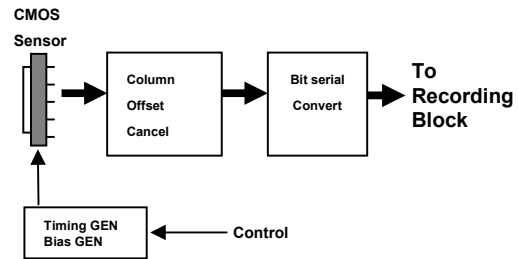 CMOS
Sensor
Column
Offset
Cancel
Bit serial
Convert
To
Recording
Block
Timing GEN
Bias GEN
Control